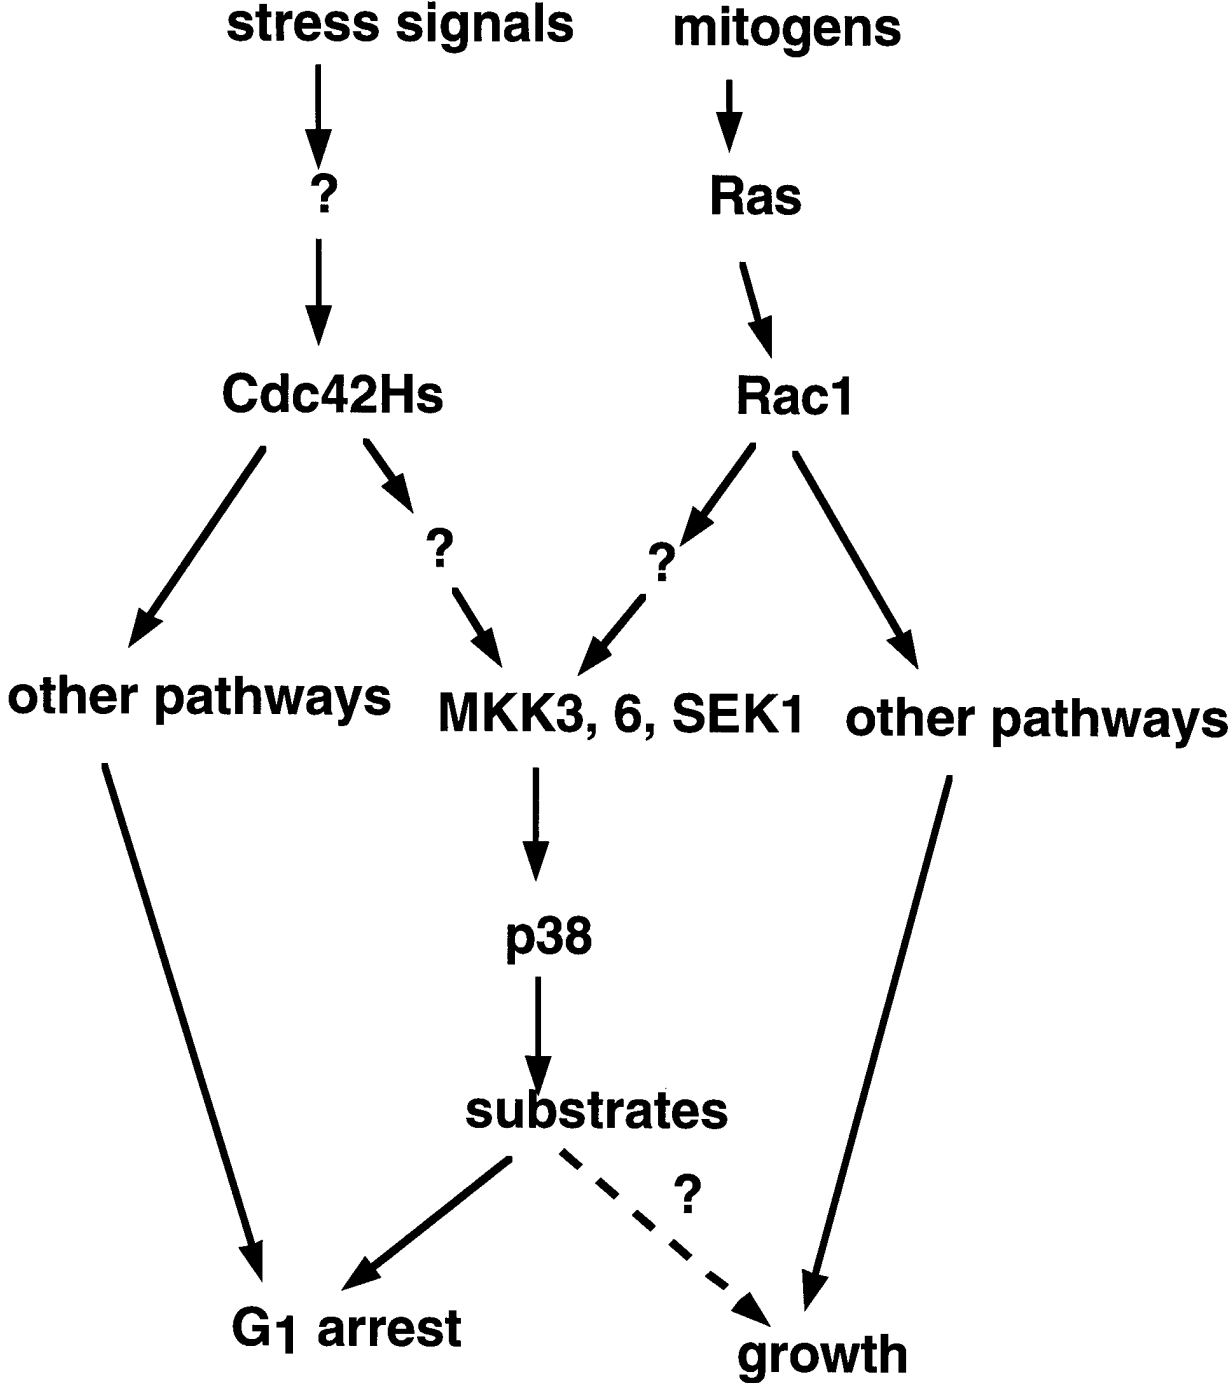 stress signals
mitogens
?
Ras
Cdc42Hs
Rac1
?
?
other pathways
MKK3, 6, SEK1
other pathways
p38
substrates
?
G1 arrest
growth